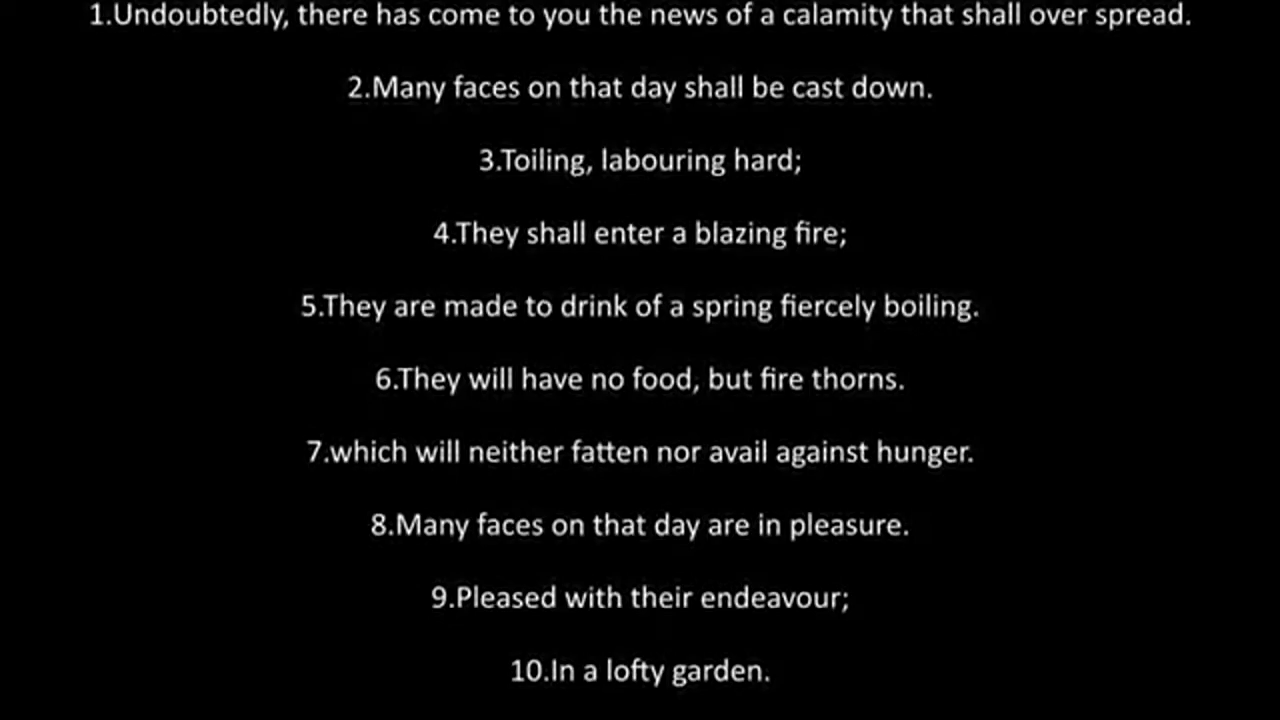 1.Undoubtedly, there has come to you the news of a calamity that shall over spread.
2.Many faces on that day shall be cast down.
3.Toiling, labouring hard;
4.They shall enter a blazing fire;
5.They are made to drink of a spring fiercely boiling.
6.They will have no food, but fire thorns.
7.which will neither fatten nor avail against hunger.
8.Many faces on that day are in pleasure.
9.Pleased with their endeavour;
10.In a lofty garden.